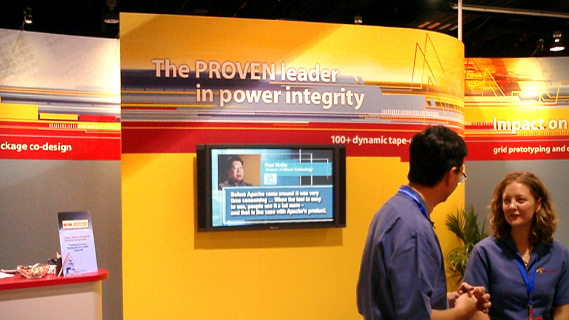 The PROVEN leader
in power integrity
100+ dynamic tape-
ckage co-design
impact on
grid prototyping and
Before Apache came around it was very
time consuming ... When the tool is easy
to use, people use it a lot more -
and that is the case with Apache's product.